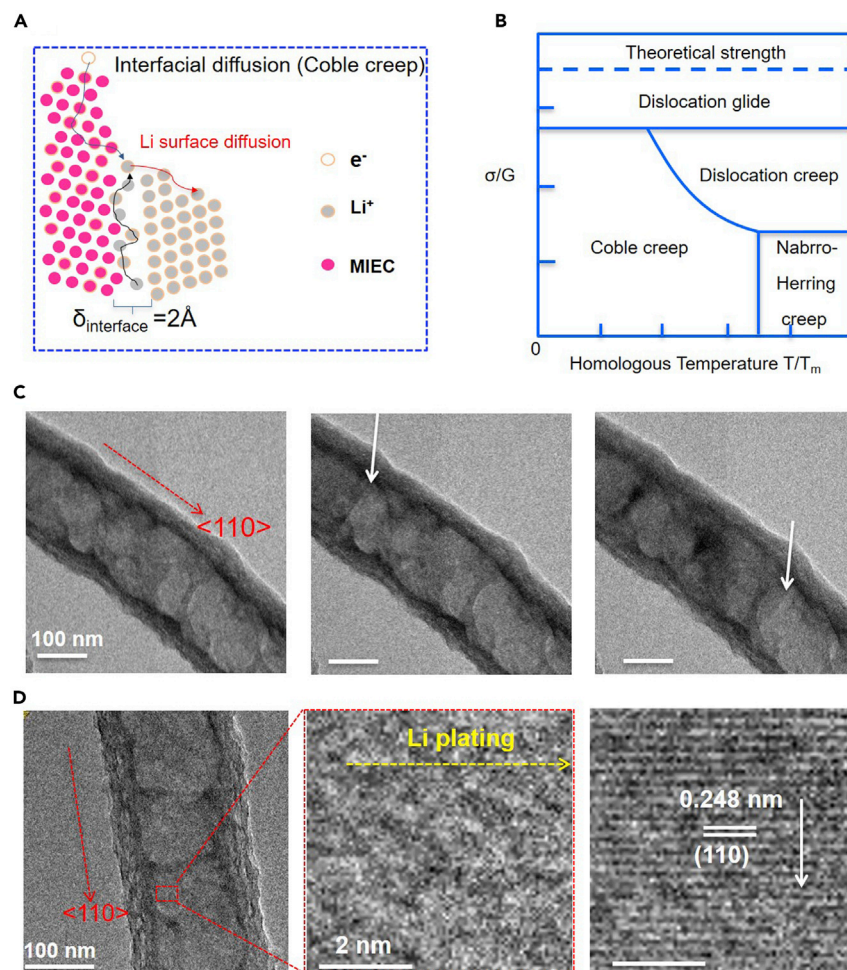 A
Interfacial diffusion (Coble creep)
Li surface diffusion
e⁻
Li⁺
MIEC
δinterface =2Å
B
Theoretical strength
Dislocation glide
σ/G
Dislocation creep
Coble creep
Nabrro-
Herring
creep
0
Homologous Temperature T/Tm
C
<110>
100 nm
D
<110>
100 nm
Li plating
2 nm
0.248 nm
(110)